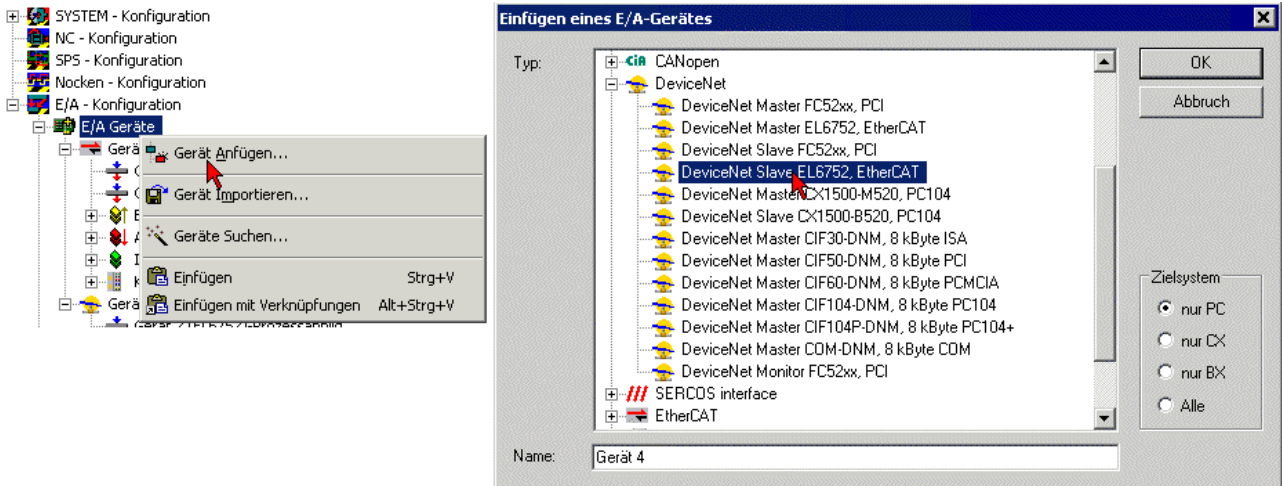 SYSTEM - Konfiguration
NC - Konfiguration
SPS - Konfiguration
Nocken - Konfiguration
E/A - Konfiguration
E/A Geräte
Gerä
Gerät Anfügen...
Gerät Importieren...
Geräte Suchen...
Einfügen Strg+V
Einfügen mit Verknüpfungen Alt+Strg+V
Gerä
Einfügen eines E/A-Gerätes
Typ:
CiA CANopen
DeviceNet
DeviceNet Master FC52xx, PCI
DeviceNet Master EL6752, EtherCAT
DeviceNet Slave FC52xx, PCI
DeviceNet Slave EL6752, EtherCAT
DeviceNet Master CX1500-M520, PC104
DeviceNet Slave CX1500-B520, PC104
DeviceNet Master CIF30-DNM, 8 kByte ISA
DeviceNet Master CIF50-DNM, 8 kByte PCI
DeviceNet Master CIF60-DNM, 8 kByte PCMCIA
DeviceNet Master CIF104-DNM, 8 kByte PC104
DeviceNet Master CIF104P-DNM, 8 kByte PC104+
DeviceNet Master COM-DNM, 8 kByte COM
DeviceNet Monitor FC52xx, PCI
SERCOS interface
EtherCAT
OK
Abbruch
Zielsystem
nur PC
nur CX
nur BX
Alle
Name:
Gerät 4